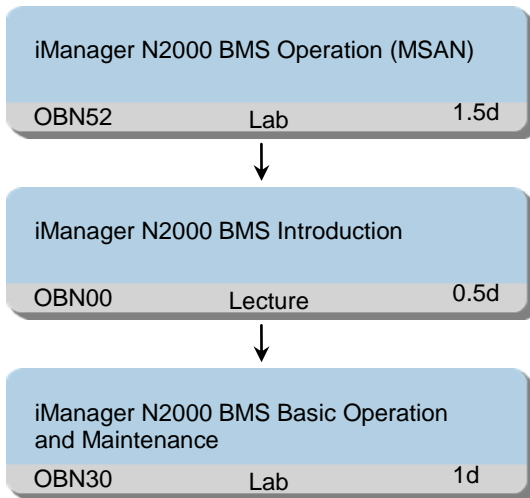 iManager N2000 BMS Operation (MSAN)
OBN52 Lab 1.5d
iManager N2000 BMS Introduction
OBN00 Lecture 0.5d
iManager N2000 BMS Basic Operation
and Maintenance
OBN30 Lab 1d